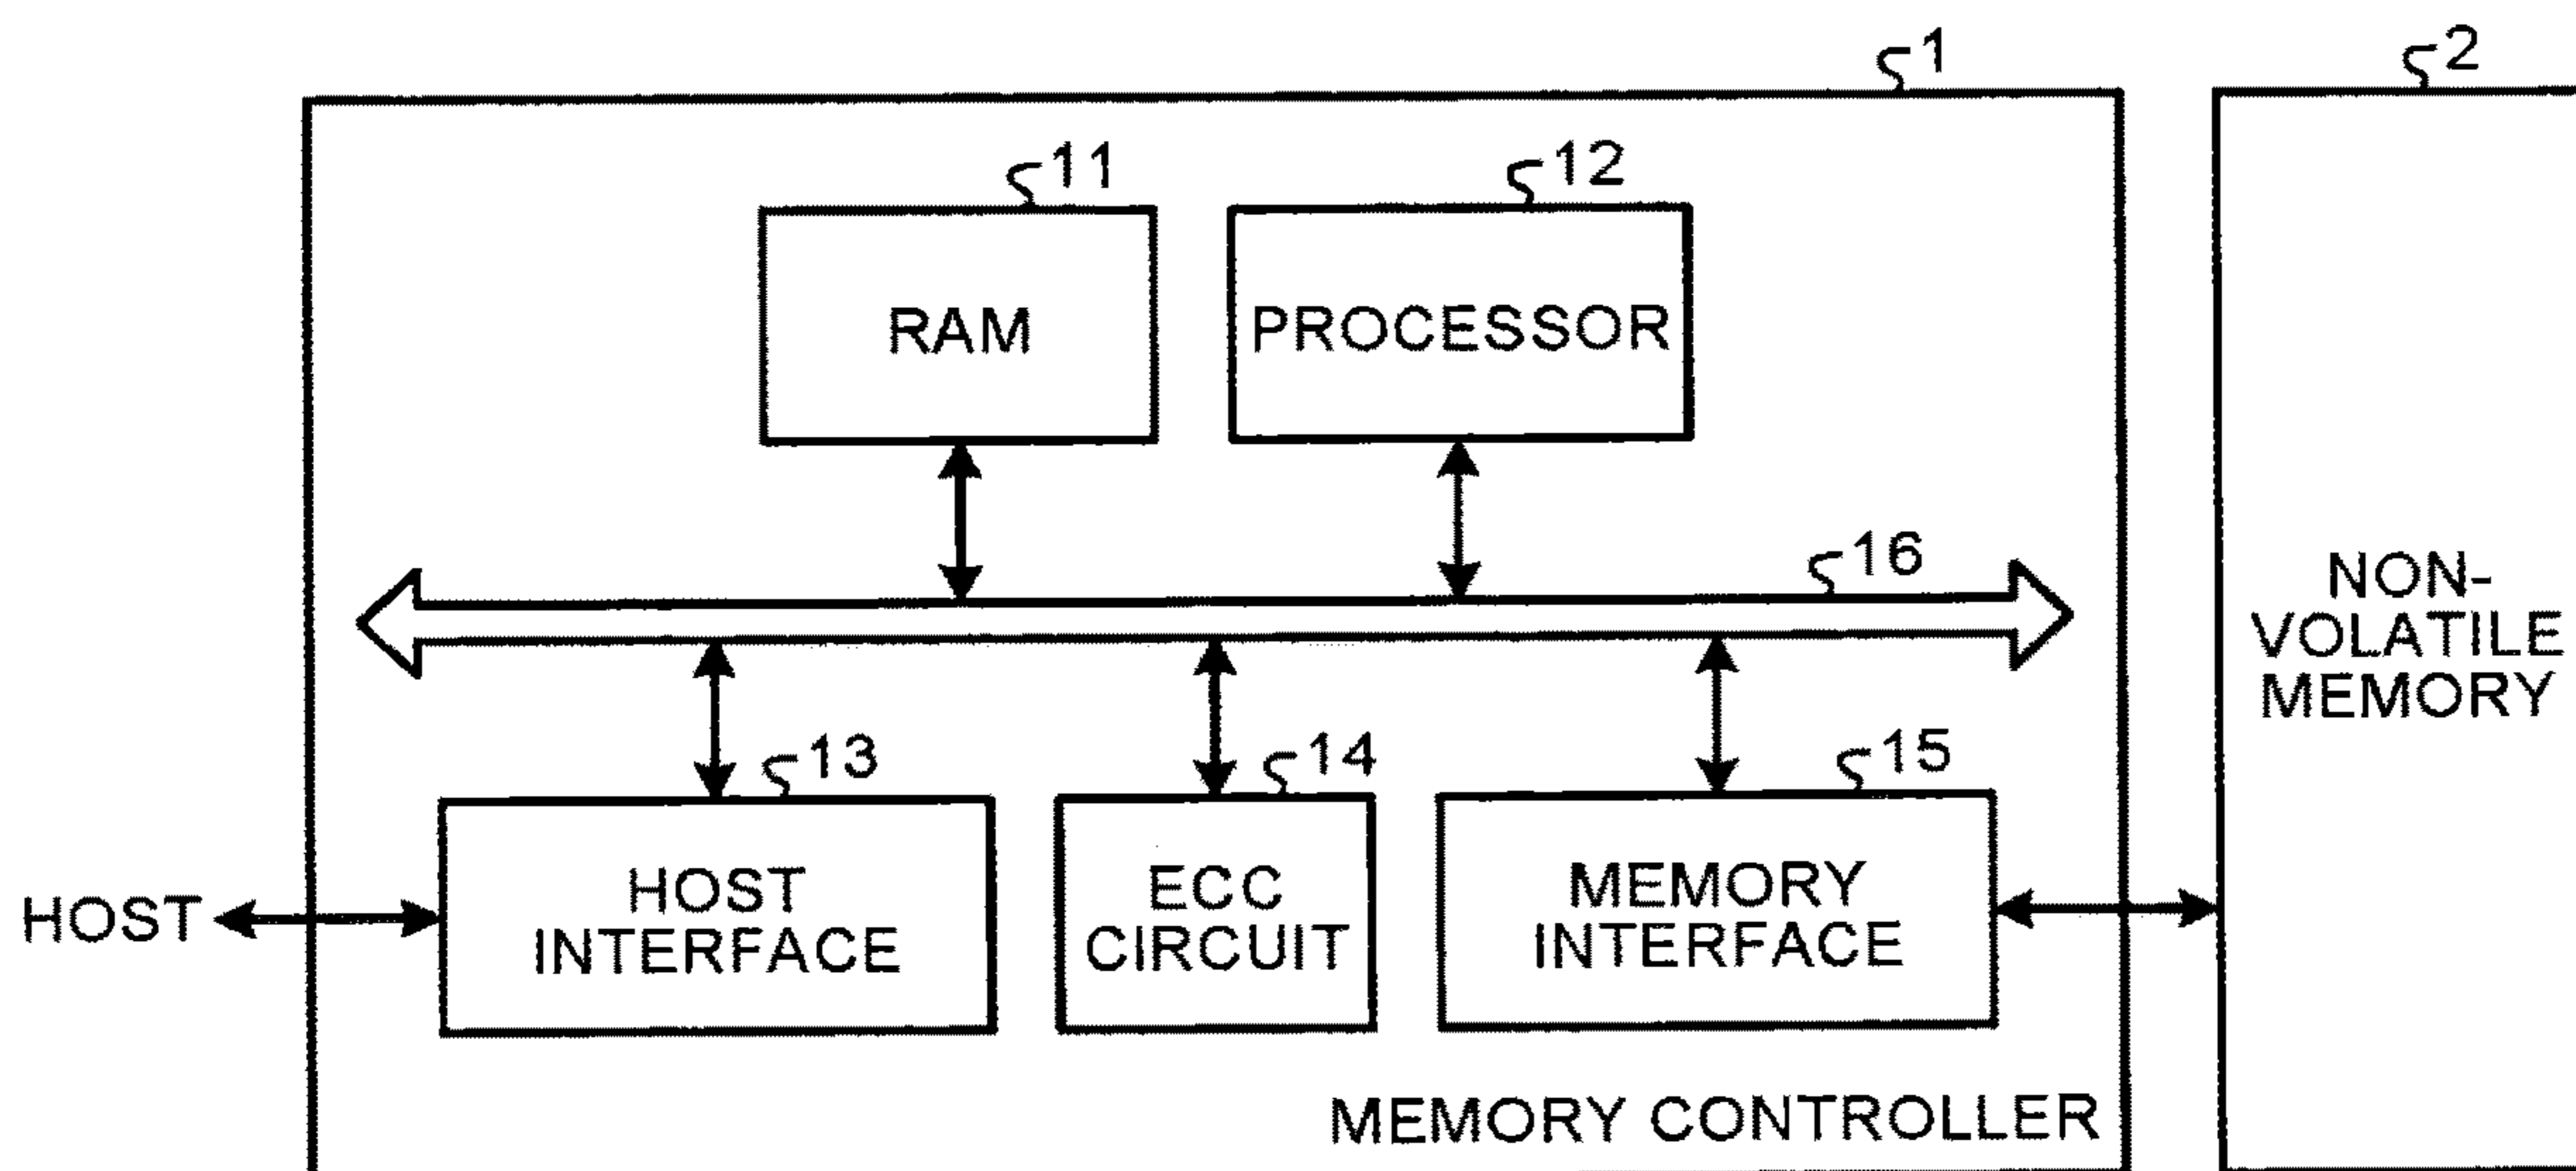 1
2
11
12
RAM
PROCESSOR
16
NON-
VOLATILE
MEMORY
13
14
15
HOST
HOST
INTERFACE
ECC
CIRCUIT
MEMORY
INTERFACE
MEMORY CONTROLLER